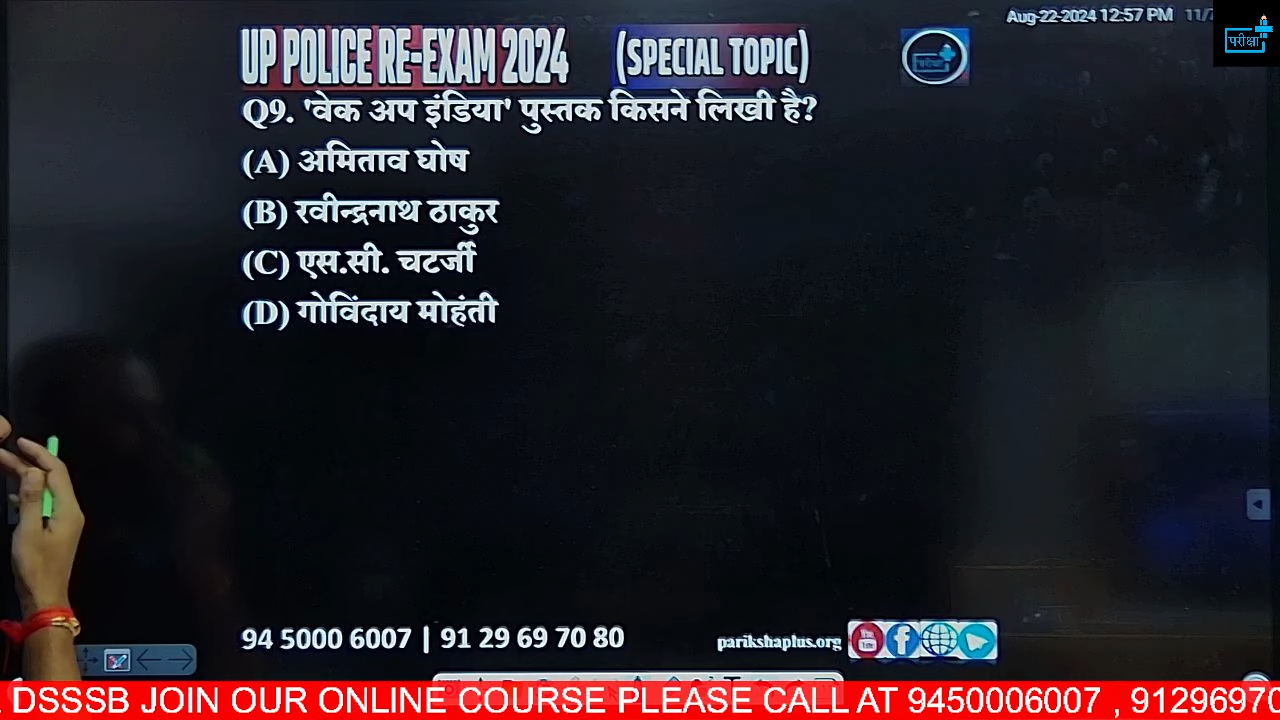 Aug-22-2024 12:57 PM 11/7
परीक्षा
UP POLICE RE-EXAM 2024 (SPECIAL TOPIC)
Q9. 'वेक अप इंडिया' पुस्तक किसने लिखी है?
(A) अमिताव घोष
(B) रवीन्द्रनाथ ठाकुर
(C) एस.सी. चटर्जी
(D) गोविंदाय मोहंती
94 5000 6007 | 91 29 69 70 80
parikshaplus.org
DSSSB JOIN OUR ONLINE COURSE PLEASE CALL AT 9450006007 , 91296970